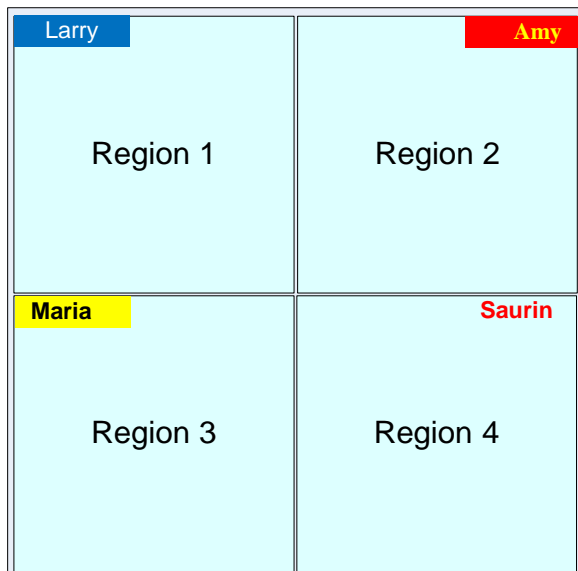 Larry
Amy
Region 1
Region 2
Maria
Saurin
Region 3
Region 4